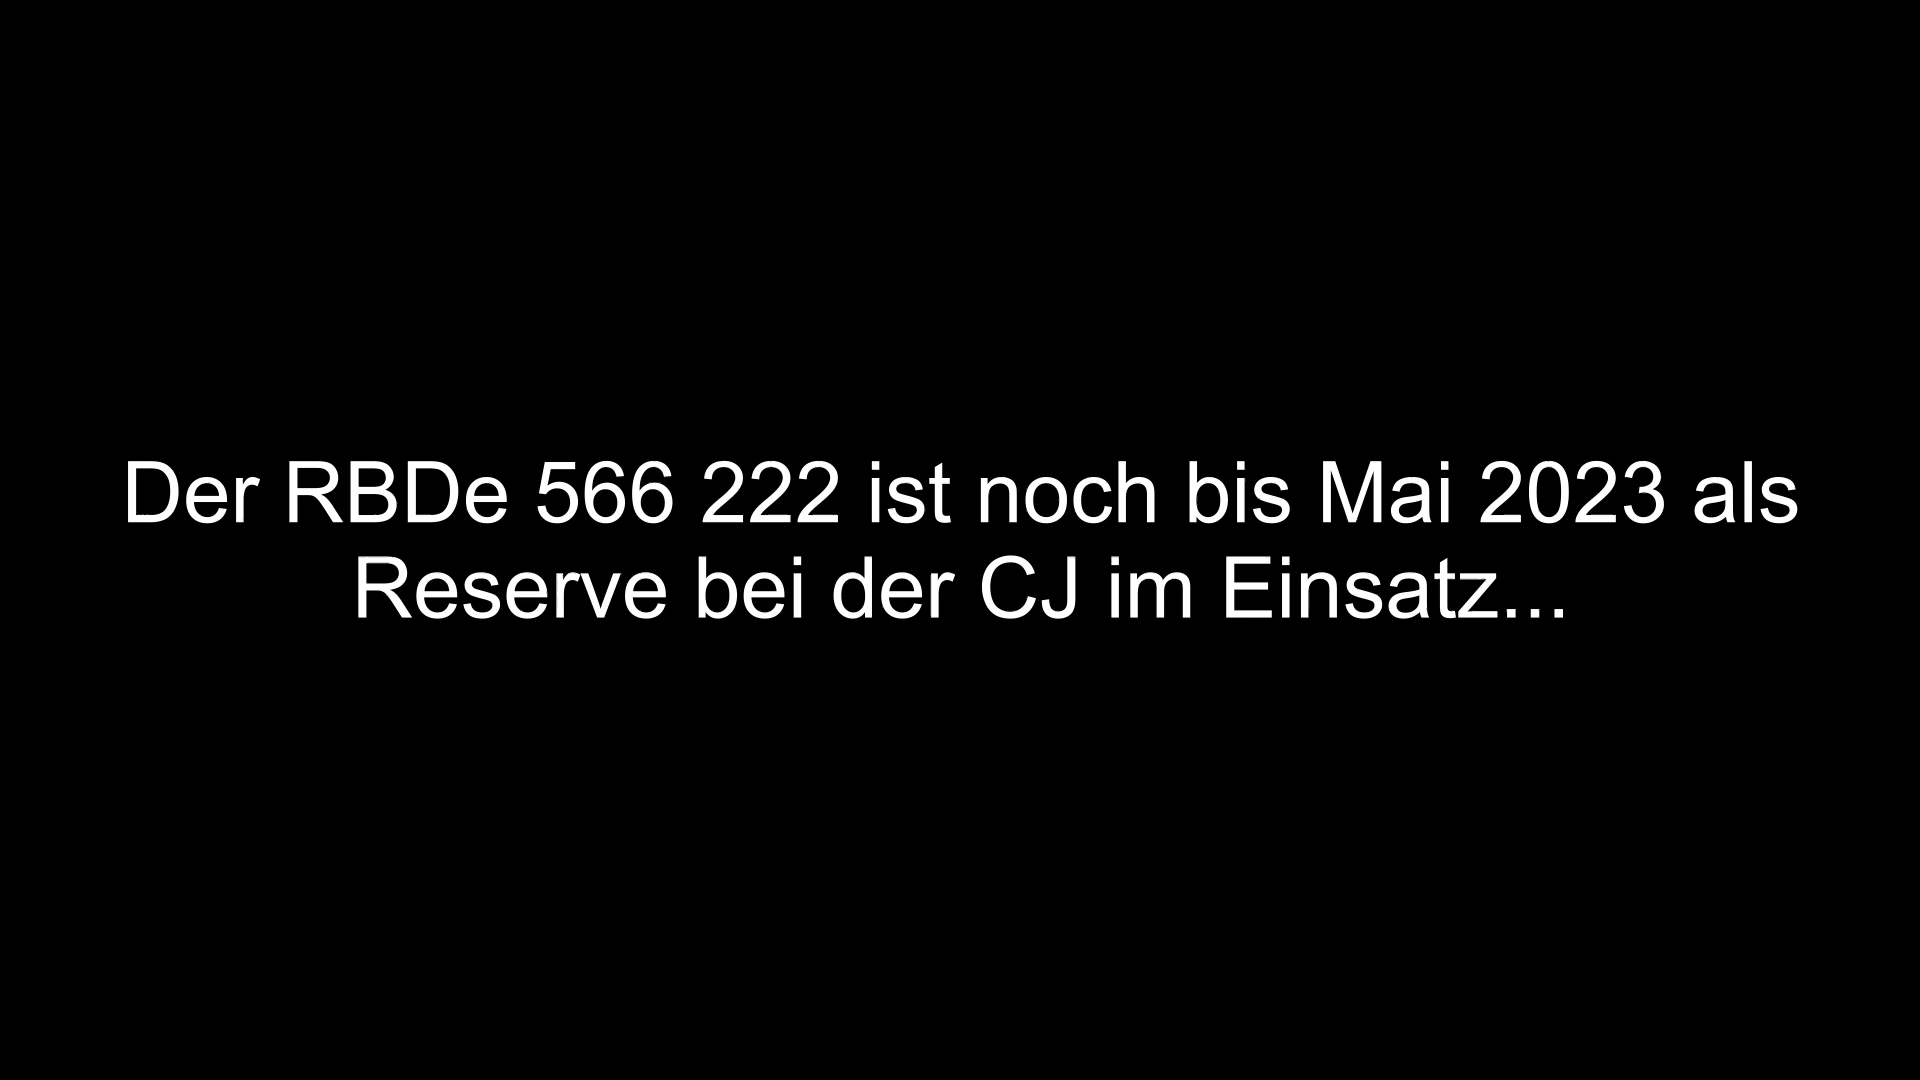 Der RBDe 566 222 ist noch bis Mai 2023 als
Reserve bei der CJ im Einsatz...